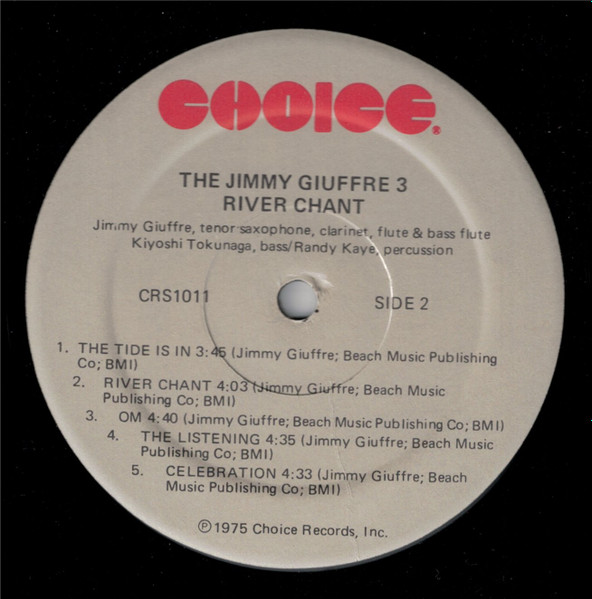 CHOICE®
THE JIMMY GIUFFRE 3
RIVER CHANT
Jimmy Giuffre, tenor saxophone, clarinet, flute & bass flute
Kiyoshi Tokunaga, bass/Randy Kaye, percussion
CRS1011
SIDE 2
1. THE TIDE IS IN 3:45 (Jimmy Giuffre; Beach Music Publishing
Co; BMI)
2. RIVER CHANT 4:03 (Jimmy Giuffre; Beach Music
Publishing Co; BMI)
3. OM 4:40 (Jimmy Giuffre; Beach Music Publishing Co; BMI)
4. THE LISTENING 4:35 (Jimmy Giuffre; Beach Music
Publishing Co; BMI)
5. CELEBRATION 4:33 (Jimmy Giuffre; Beach
Music Publishing Co; BMI)
℗1975 Choice Records, Inc.